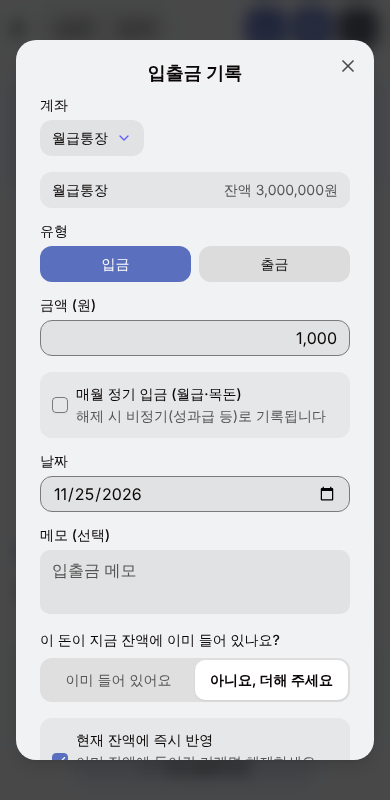 입출금 기록
계좌
월급통장
월급통장 잔액 3,000,000원
유형
입금 출금
금액 (원)
1,000
매월 정기 입금 (월급·목돈)
해제 시 비정기(성과급 등)로 기록됩니다
날짜
11/25/2026
메모 (선택)
입출금 메모
이 돈이 지금 잔액에 이미 들어 있나요?
이미 들어 있어요 아니요, 더해 주세요
현재 잔액에 즉시 반영